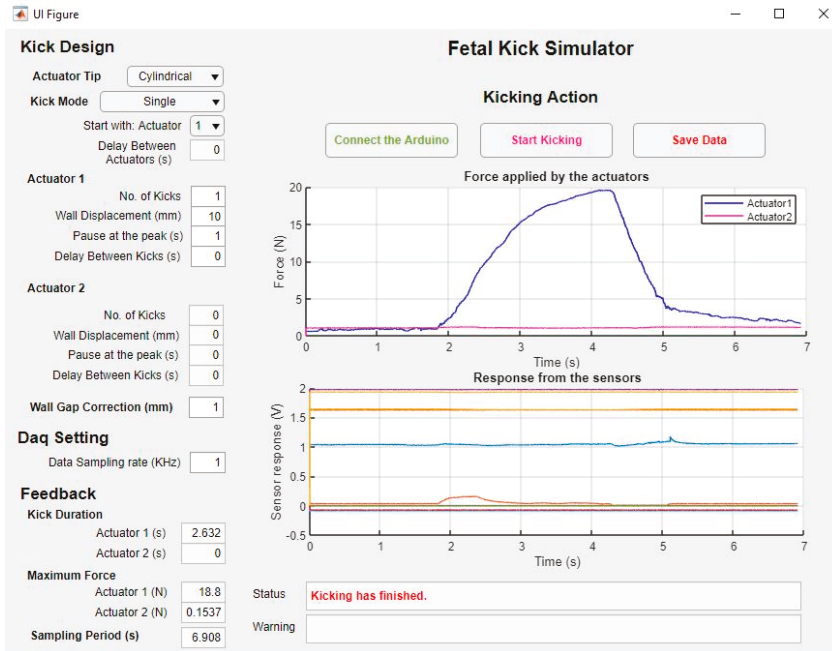 UI Figure
Kick Design
Actuator Tip Cylindrical
Kick Mode Single
Start with: Actuator 1
Delay Between
Actuators (s) 0
Actuator 1
No. of Kicks 1
Wall Displacement (mm) 10
Pause at the peak (s) 1
Delay Between Kicks (s) 0
Actuator 2
No. of Kicks 0
Wall Displacement (mm) 0
Pause at the peak (s) 0
Delay Between Kicks (s) 0
Wall Gap Correction (mm) 1
Daq Setting
Data Sampling rate (KHz) 1
Feedback
Kick Duration
Actuator 1 (s) 2.632
Actuator 2 (s) 0
Maximum Force
Actuator 1 (N) 18.8
Actuator 2 (N) 0.1537
Sampling Period (s) 6.908
Fetal Kick Simulator
Kicking Action
Connect the Arduino
Start Kicking
Save Data
Force applied by the actuators
Force (N)
20
15
10
5
0
Actuator1
Actuator2
0 1 2 3 4 5 6 7
Time (s)
Response from the sensors
Sensor response (V)
2
1.5
1
0.5
0
-0.5
0 1 2 3 4 5 6 7
Time (s)
Status Kicking has finished.
Warning